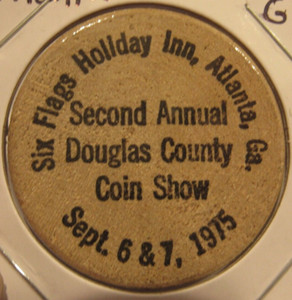 Six Flags Holiday Inn, Atlanta, Ga.
Second Annual
Douglas County
Coin Show
Sept. 6 & 7, 1975
G